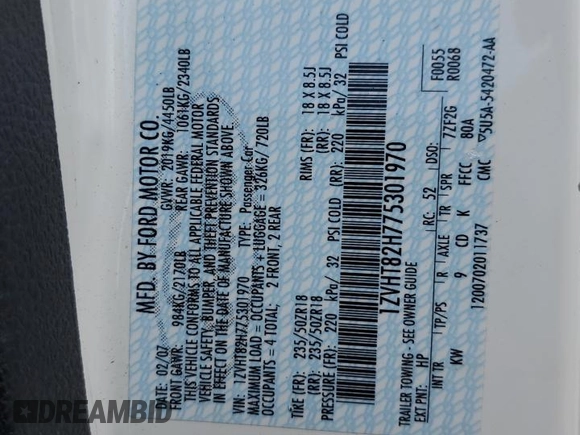 MFD. BY FORD MOTOR CO.
DATE: 02/07 GVWR: 2019KG/4450LB
FRONT GAWR: 984KG/2170LB REAR GAWR: 1061KG/2340LB
THIS VEHICLE CONFORMS TO ALL APPLICABLE FEDERAL MOTOR
VEHICLE SAFETY, BUMPER, AND THEFT PREVENTION STANDARDS
IN EFFECT ON THE DATE OF MANUFACTURE SHOWN ABOVE
VIN: 1ZVHT82H775301970 TYPE: Passenger Car
MAXIMUM LOAD = OCCUPANTS + LUGGAGE = 326KG/ 720LB
OCCUPANTS = 4 TOTAL; 2 FRONT, 2 REAR
TIRE (FR): 235/50ZR18 RIMS (FR): 18 X 8.5J
(RR): 235/50ZR18 (RR): 18 X 8.5J
PRESSURE (FR): 220 kPa/ 32 PSI COLD (RR): 220 kPa/ 32 PSI COLD
1ZVHT82H775301970
TRAILER TOWING - SEE OWNER GUIDE F0055
EXT PNT: HP RC: 52 DSO: R0068
INT TR TP/PS R AXLE TR SPR 7ZF2G
KW 9 CD K FFCC 80A
1200702011737 CMC ▽5U5A-5420472-AA
DREAMBID